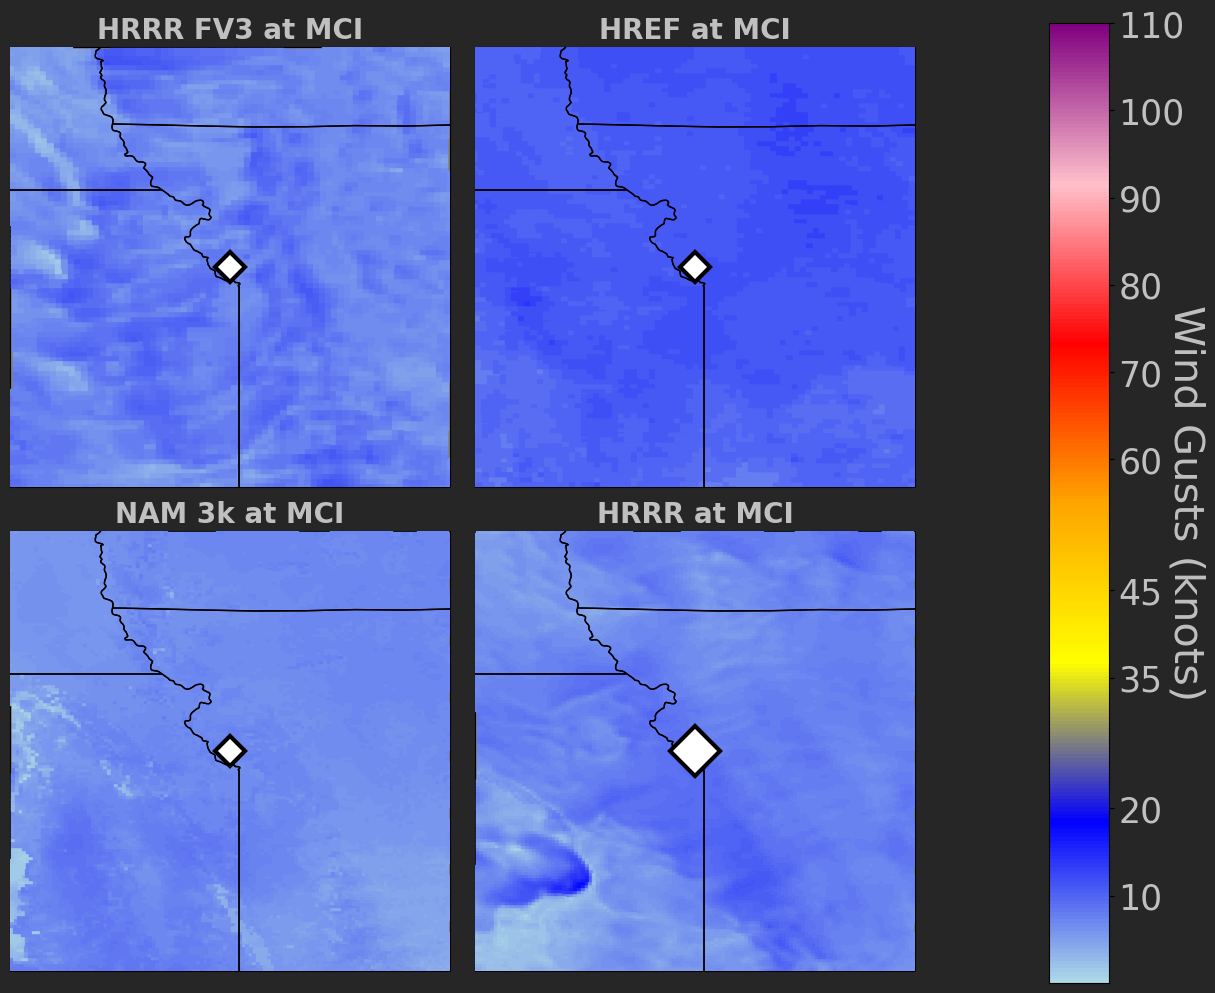 HRRR FV3 at MCI
HREF at MCI
NAM 3k at MCI
HRRR at MCI
110
100
90
80
70
60
45
35
20
10
Wind Gusts (knots)